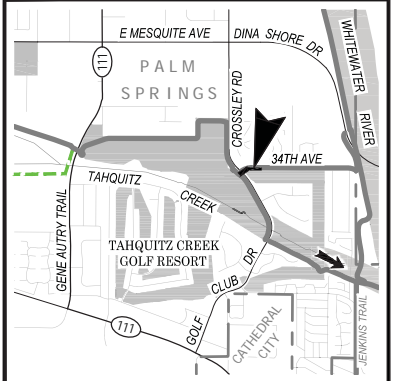 E MESQUITE AVE
DINA SHORE DR
111
WHITEWATER
RIVER
PALM
SPRINGS
CROSSLEY RD
34TH AVE
TAHQUITZ
CREEK
GENE AUTRY TRAIL
TAHQUITZ CREEK
GOLF RESORT
GOLF CLUB DR
111
CATHEDRAL
CITY
JENKINS TRAIL